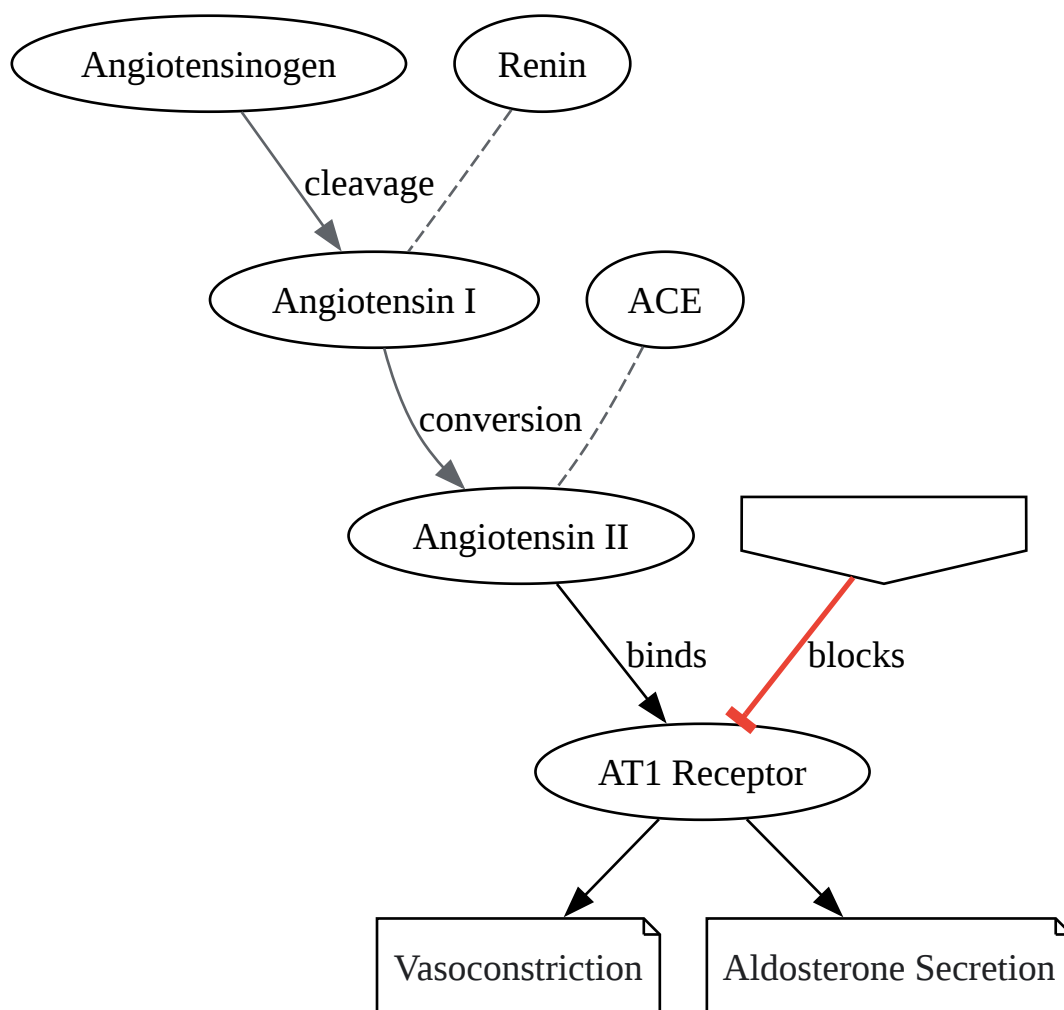 Angiotensinogen
Renin
cleavage
Angiotensin I
ACE
conversion
Angiotensin II
binds
blocks
AT1 Receptor
Vasoconstriction
Aldosterone Secretion